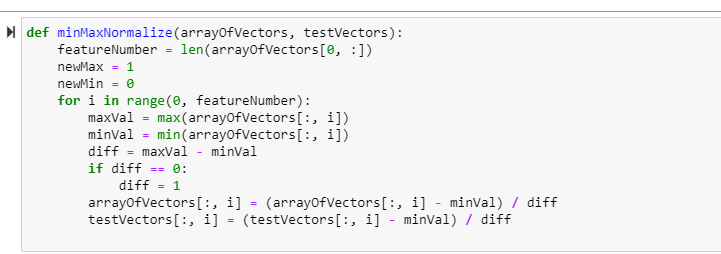 def minMaxNormalize(arrayOfVectors, testVectors):
    featureNumber = len(arrayOfVectors[0, :])
    newMax = 1
    newMin = 0
    for i in range(0, featureNumber):
        maxVal = max(arrayOfVectors[:, i])
        minVal = min(arrayOfVectors[:, i])
        diff = maxVal - minVal
        if diff == 0:
            diff = 1
        arrayOfVectors[:, i] = (arrayOfVectors[:, i] - minVal) / diff
        testVectors[:, i] = (testVectors[:, i] - minVal) / diff